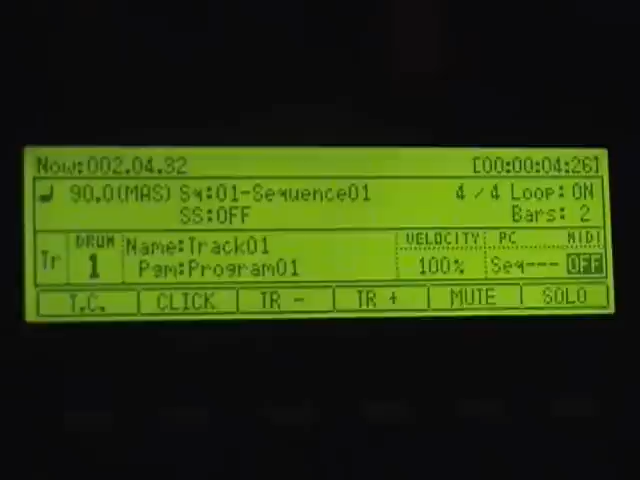 Now:002.04.32 [00:00:04:26]
♩ 90.0(MAS) Sq:01-Sequence01 4/4 Loop:ON
SS:OFF Bars: 2
DRUM VELOCITY PC MIDI
Tr 1 Name:Track01
Pgm:Program01 100% Seq--- OFF
T.C. CLICK TR - TR + MUTE SOLO